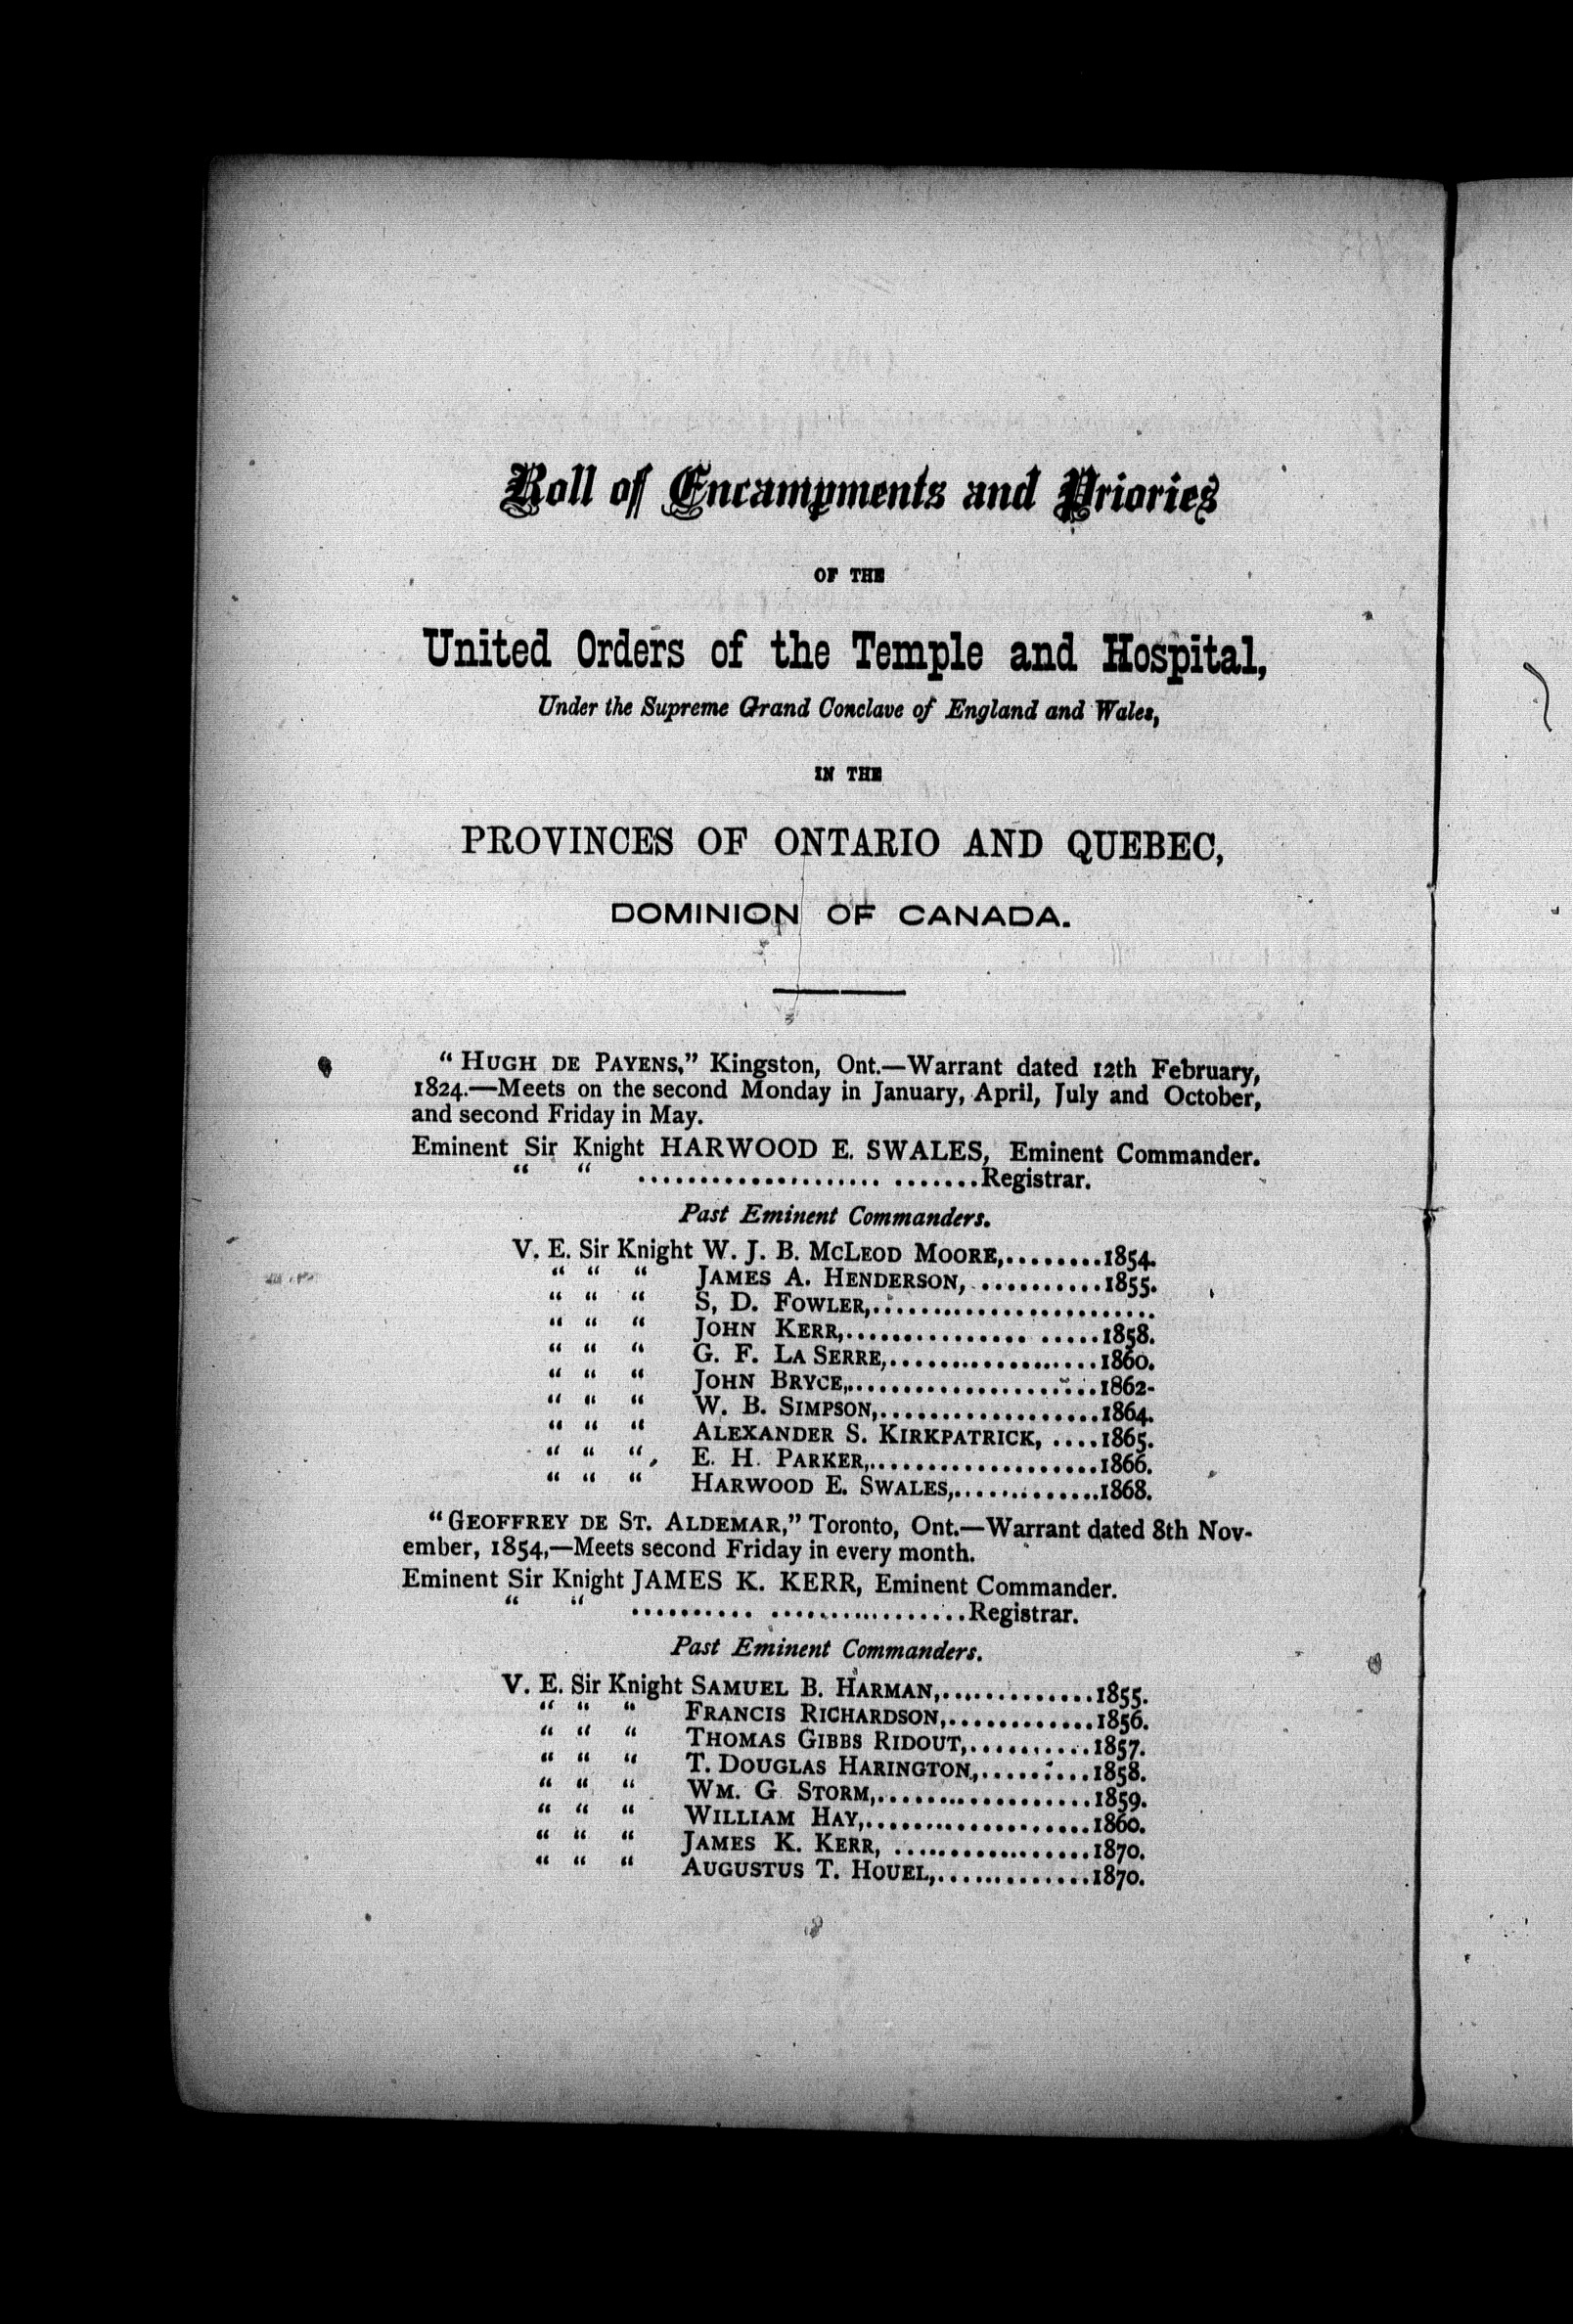 Roll of Encampments and Priories
OF THE
United Orders of the Temple and Hospital,
Under the Supreme Grand Conclave of England and Wales,
IN THE
PROVINCES OF ONTARIO AND QUEBEC,
DOMINION OF CANADA.
"HUGH DE PAYENS," Kingston, Ont.—Warrant dated 12th February,
1824.—Meets on the second Monday in January, April, July and October,
and second Friday in May.
Eminent Sir Knight HARWOOD E. SWALES, Eminent Commander.
" " ........................... Registrar.
Past Eminent Commanders.
V. E. Sir Knight W. J. B. MCLEOD MOORE,........1854.
" " " JAMES A. HENDERSON, ..........1855.
" " " S, D. FOWLER,........................
" " " JOHN KERR,............... .....1858.
" " " G. F. LA SERRE,..................1860.
" " " JOHN BRYCE,.....................1862-
" " " W. B. SIMPSON,...................1864.
" " " ALEXANDER S. KIRKPATRICK, ....1865.
" " " E. H. PARKER,....................1866.
" " " HARWOOD E. SWALES,.............1868.
"GEOFFREY DE ST. ALDEMAR," Toronto, Ont.—Warrant dated 8th Nov-
ember, 1854,—Meets second Friday in every month.
Eminent Sir Knight JAMES K. KERR, Eminent Commander.
" " .......... ................Registrar.
Past Eminent Commanders.
V. E. Sir Knight SAMUEL B. HARMAN,.............1855.
" " " FRANCIS RICHARDSON,............1856.
" " " THOMAS GIBBS RIDOUT,..........1857.
" " " T. DOUGLAS HARINGTON,.........1858.
" " " WM. G STORM,..................1859.
" " " WILLIAM HAY,...................1860.
" " " JAMES K. KERR, ................1870.
" " " AUGUSTUS T. HOUEL,.............1870.